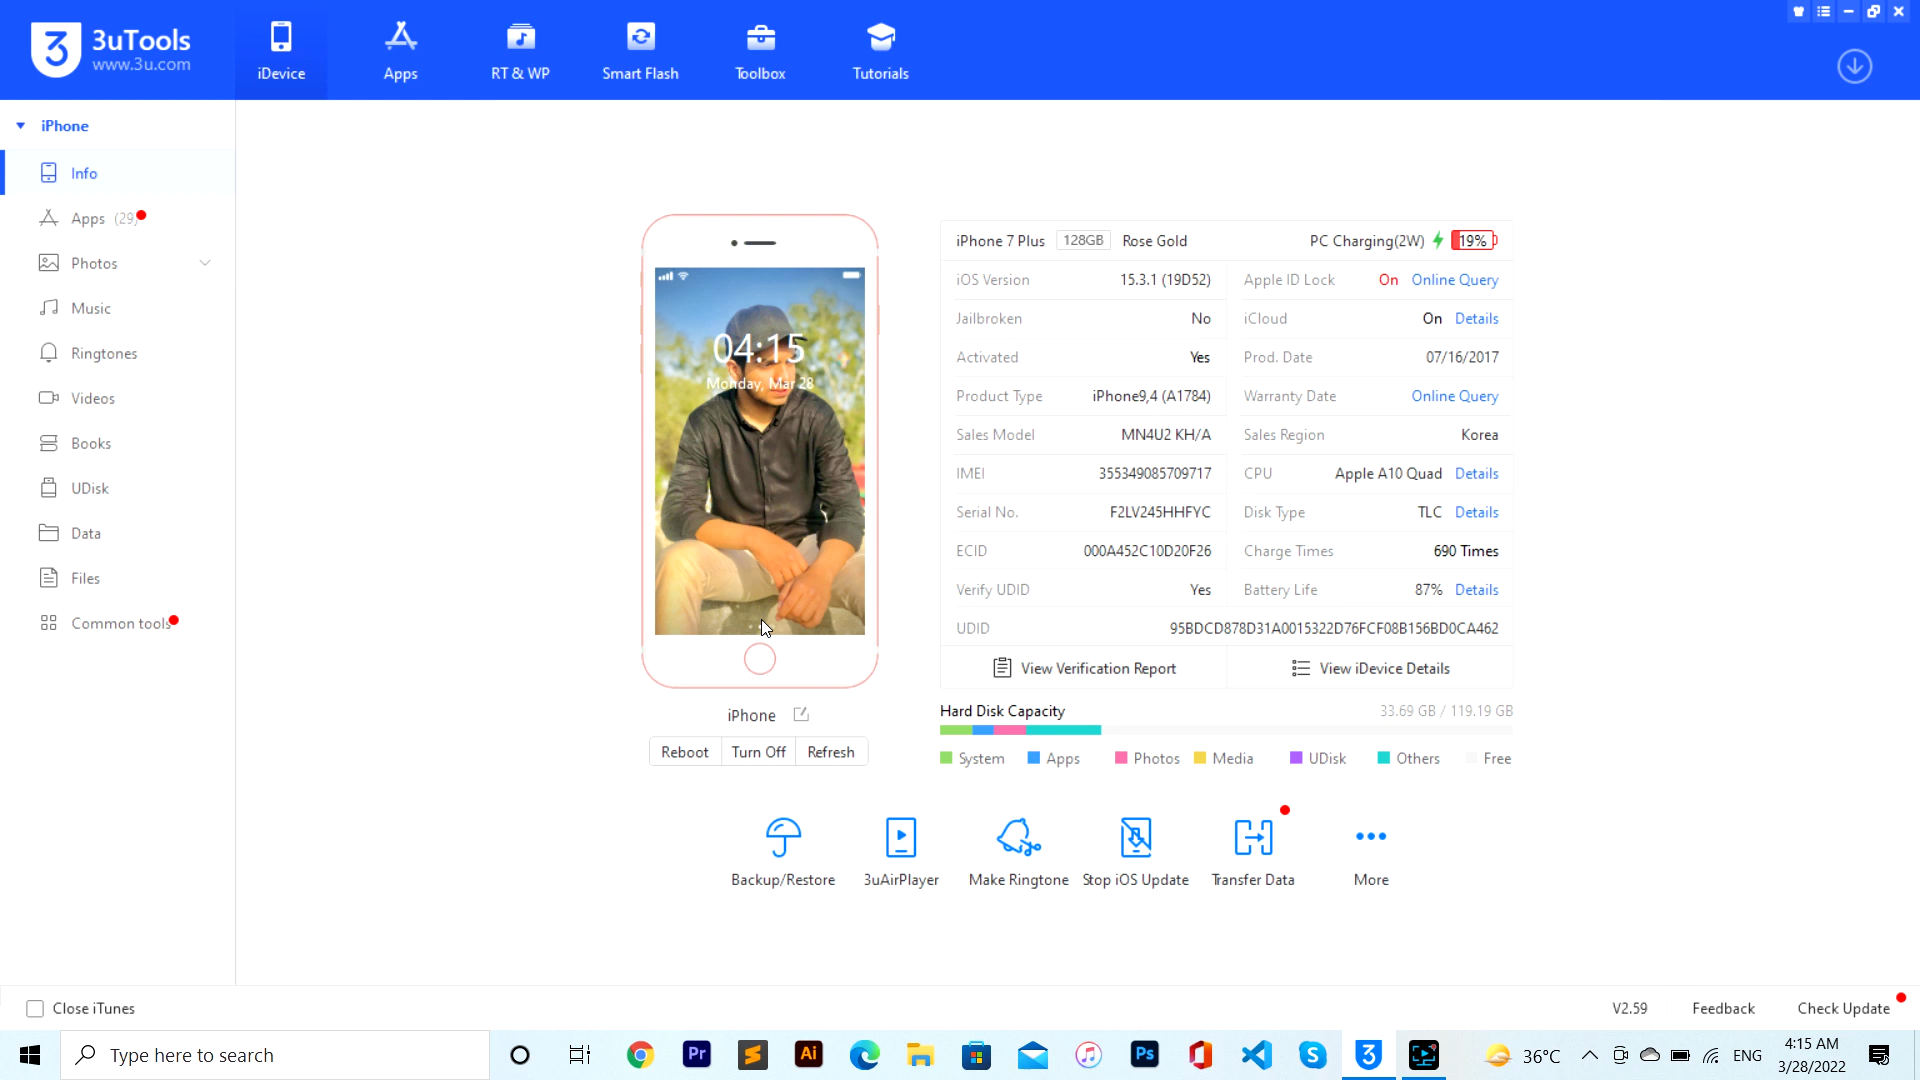 3uTools
www.3u.com
iDevice
Apps
RT & WP
Smart Flash
Toolbox
Tutorials
iPhone
Info
Apps (29)
Photos
Music
Ringtones
Videos
Books
UDisk
Data
Files
Common tools
04:15
Monday, Mar 28
iPhone
Reboot Turn Off Refresh
iPhone 7 Plus 128GB Rose Gold PC Charging(2W) 19%
iOS Version 15.3.1 (19D52) Apple ID Lock On Online Query
Jailbroken No iCloud On Details
Activated Yes Prod. Date 07/16/2017
Product Type iPhone9,4 (A1784) Warranty Date Online Query
Sales Model MN4U2 KH/A Sales Region Korea
IMEI 355349085709717 CPU Apple A10 Quad Details
Serial No. F2LV245HHFYC Disk Type TLC Details
ECID 000A452C10D20F26 Charge Times 690 Times
Verify UDID Yes Battery Life 87% Details
UDID 95BDCD878D31A0015322D76FCF08B156BD0CA462
View Verification Report View iDevice Details
Hard Disk Capacity 33.69 GB / 119.19 GB
System Apps Photos Media UDisk Others Free
Backup/Restore 3uAirPlayer Make Ringtone Stop iOS Update Transfer Data More
Close iTunes V2.59 Feedback Check Update
Type here to search
Pr
Ai
Ps
36°C
ENG
4:15 AM
3/28/2022